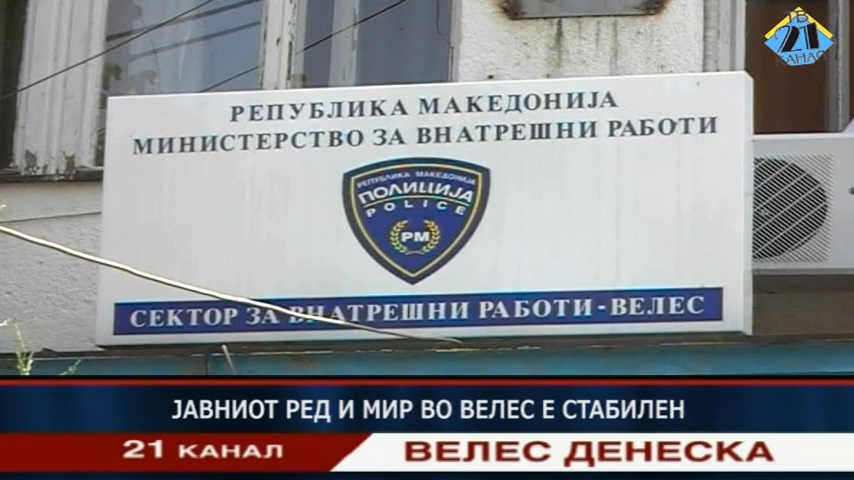 ТВ
21
КАНАЛ
РЕПУБЛИКА МАКЕДОНИЈА
МИНИСТЕРСТВО ЗА ВНАТРЕШНИ РАБОТИ
РЕПУБЛИКА МАКЕДОНИЈА
ПОЛИЦИЈА
POLICE
РМ
СЕКТОР ЗА ВНАТРЕШНИ РАБОТИ-ВЕЛЕС
ЈАВНИОТ РЕД И МИР ВО ВЕЛЕС Е СТАБИЛЕН
21 КАНАЛ ВЕЛЕС ДЕНЕСКА